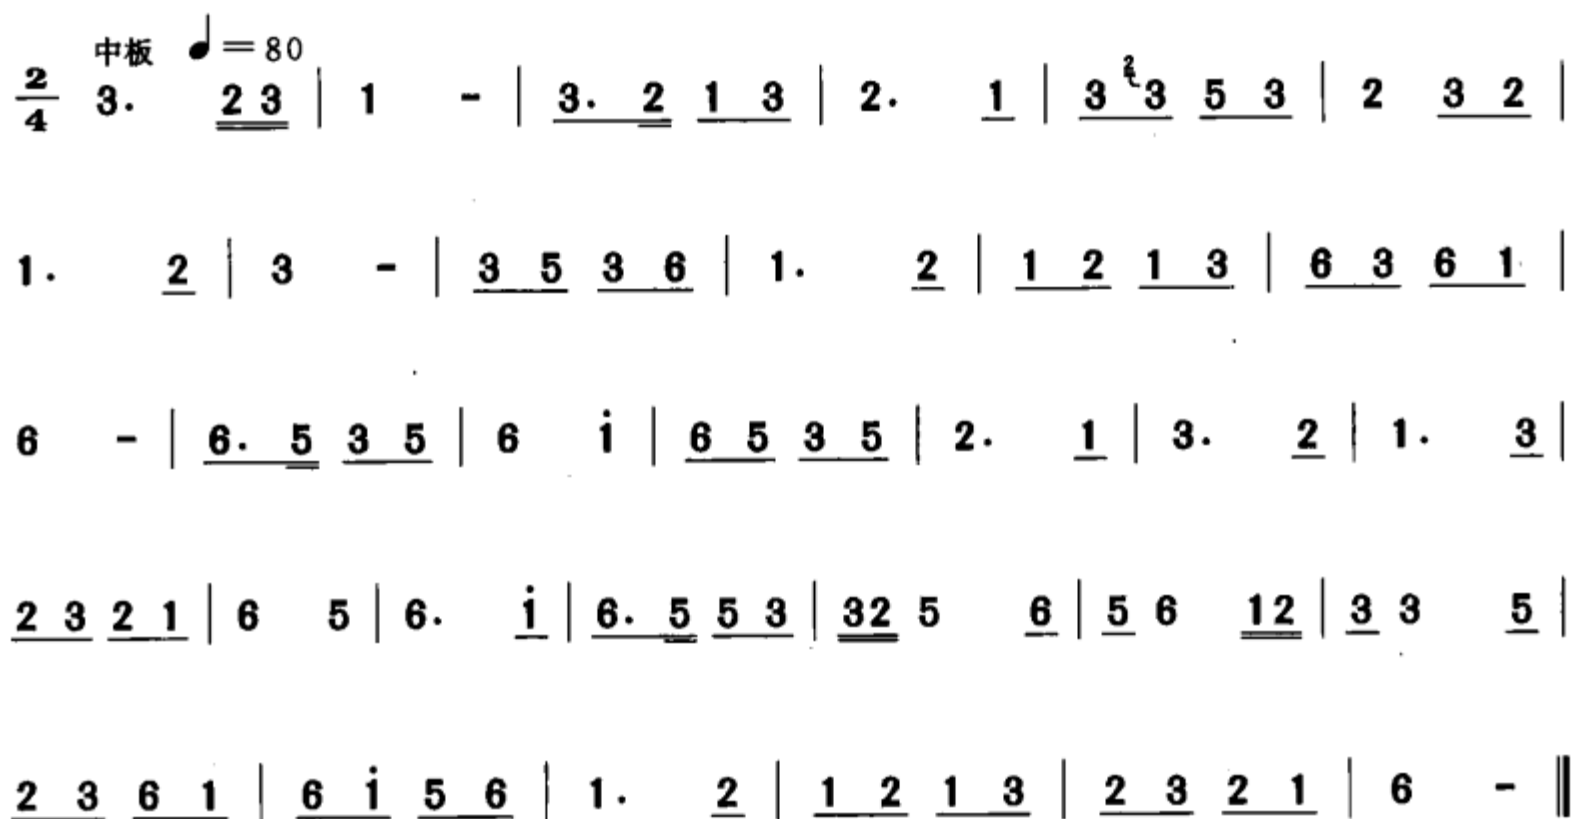 中板 ♩=80
2/4 3. 2 3 | 1 - | 3. 2 1 3 | 2. 1 | 3 ²3 5 3 | 2 3 2 |
1. 2 | 3 - | 3 5 3 6 | 1. 2 | 1 2 1 3 | 6 3 6 1 |
6 - | 6. 5 3 5 | 6 i | 6 5 3 5 | 2. 1 | 3. 2 | 1. 3 |
2 3 2 1 | 6 5 | 6. i | 6. 5 5 3 | 32 5 6 | 5 6 12 | 3 3 5 |
2 3 6 1 | 6 i 5 6 | 1. 2 | 1 2 1 3 | 2 3 2 1 | 6 - ‖